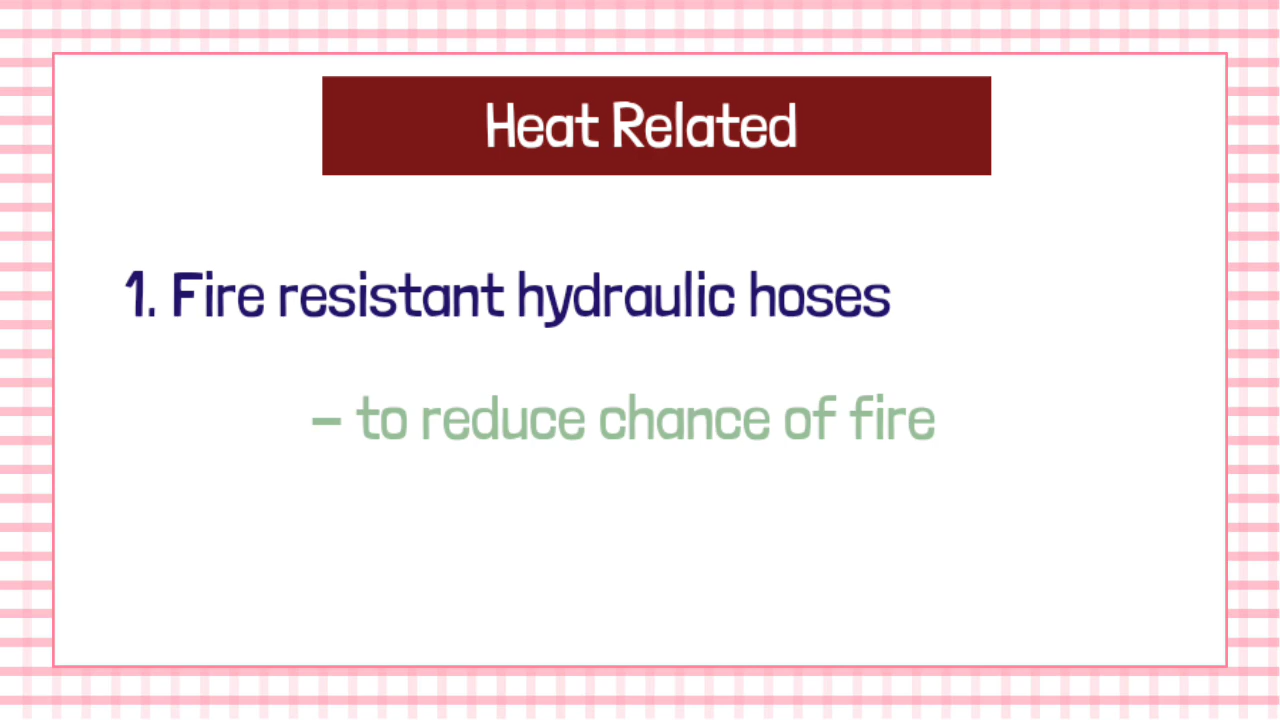 Heat Related
1. Fire resistant hydraulic hoses
– to reduce chance of fire